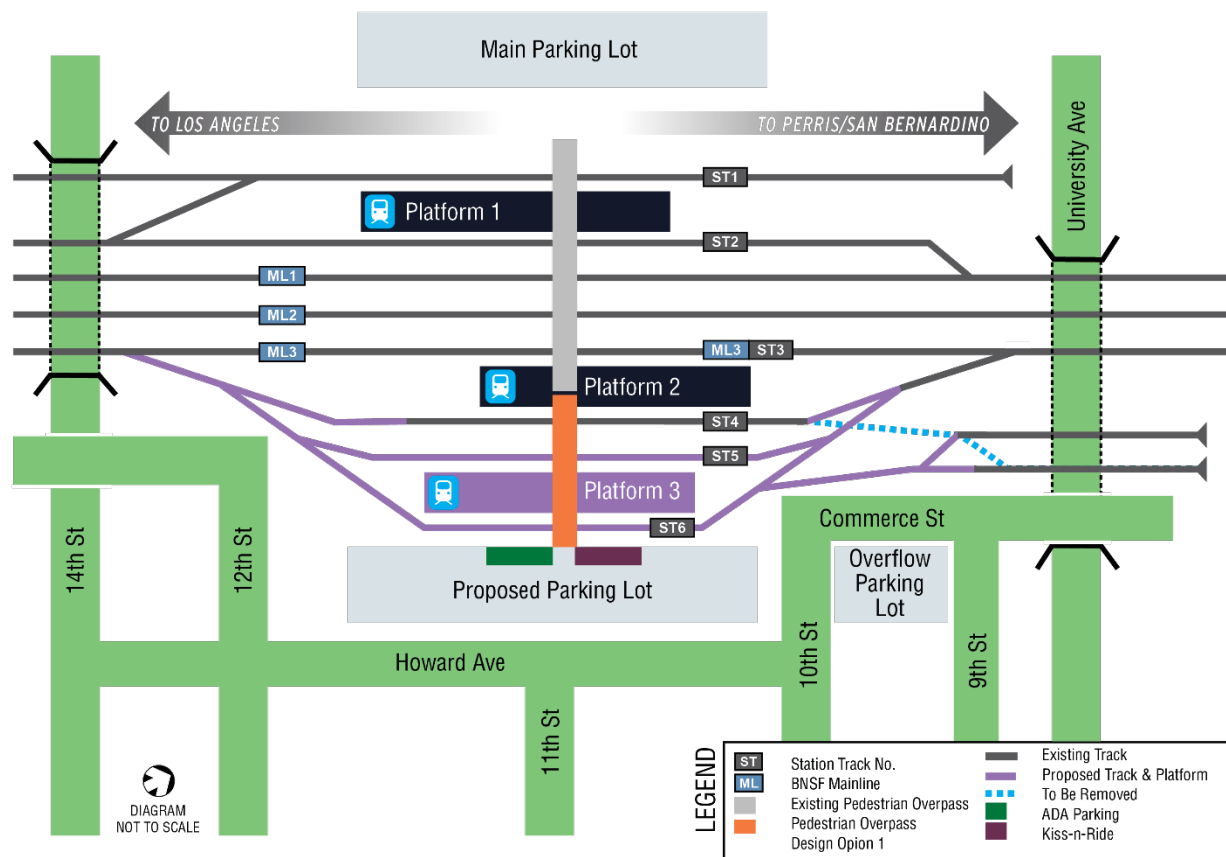 Main Parking Lot
TO LOS ANGELES
TO PERRIS/SAN BERNARDINO
University Ave
ST1
Platform 1
ST2
ML1
ML2
ML3
ML3 ST3
Platform 2
ST4
ST5
Platform 3
ST6
Commerce St
14th St
12th St
Proposed Parking Lot
Overflow
Parking
Lot
10th St
9th St
Howard Ave
11th St
DIAGRAM
NOT TO SCALE
LEGEND
ST Station Track No.
ML BNSF Mainline
Existing Pedestrian Overpass
Pedestrian Overpass
Design Opion 1
Existing Track
Proposed Track & Platform
To Be Removed
ADA Parking
Kiss-n-Ride